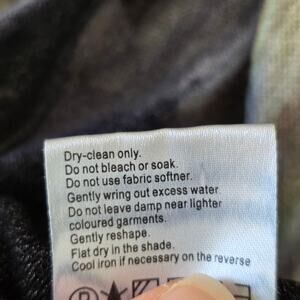 Dry-clean only.
Do not bleach or soak.
Do not use fabric softner.
Gently wring out excess water.
Do not leave damp near lighter
coloured garments.
Gently reshape.
Flat dry in the shade.
Cool iron if necessary on the reverse
P